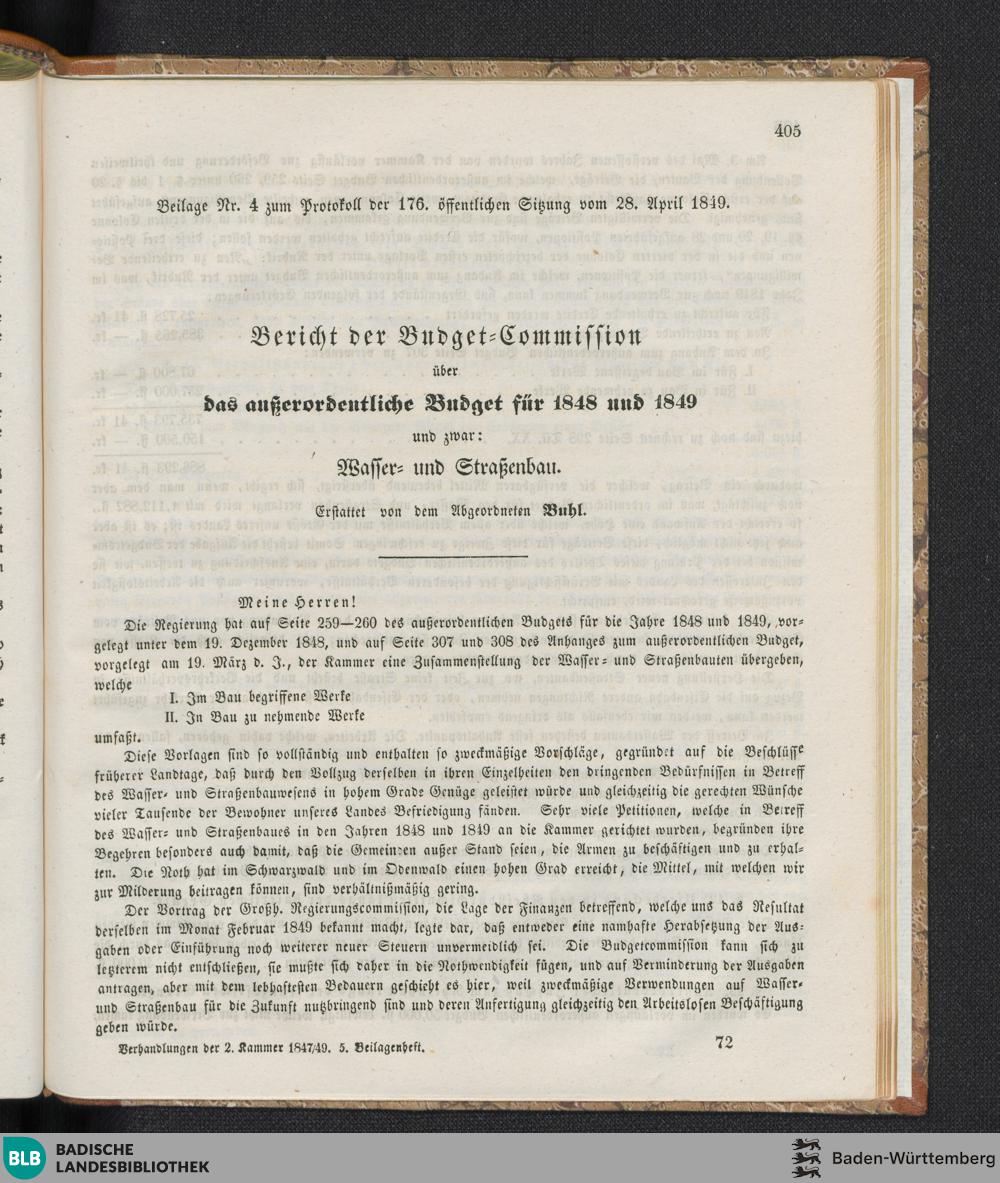 405
Beilage Nr. 4 zum Protokoll der 176. öffentlichen Sitzung vom 28. April 1849.
Bericht der Budget-Commission
über
das außerordentliche Budget für 1848 und 1849
und zwar:
Wasser- und Straßenbau.
Erstattet von dem Abgeordneten Buhl.
Meine Herren!
Die Regierung hat auf Seite 259—260 des außerordentlichen Budgets für die Jahre 1848 und 1849, vor-
gelegt unter dem 19. Dezember 1848, und auf Seite 307 und 308 des Anhanges zum außerordentlichen Budget,
vorgelegt am 19. März d. J., der Kammer eine Zusammenstellung der Wasser- und Straßenbauten übergeben,
welche
I. Im Bau begriffene Werke
II. In Bau zu nehmende Werke
umfaßt.
Diese Vorlagen sind so vollständig und enthalten so zweckmäßige Vorschläge, gegründet auf die Beschlüsse
früherer Landtage, daß durch den Vollzug derselben in ihren Einzelheiten den dringenden Bedürfnissen in Betreff
des Wasser- und Straßenbauwesens in hohem Grade Genüge geleistet würde und gleichzeitig die gerechten Wünsche
vieler Tausende der Bewohner unseres Landes Befriedigung fänden. Sehr viele Petitionen, welche in Betreff
des Wasser- und Straßenbaues in den Jahren 1848 und 1849 an die Kammer gerichtet wurden, begründen ihre
Begehren besonders auch damit, daß die Gemeinden außer Stand seien, die Armen zu beschäftigen und zu erhal-
ten. Die Noth hat im Schwarzwald und im Odenwald einen hohen Grad erreicht, die Mittel, mit welchen wir
zur Milderung beitragen können, sind verhältnißmäßig gering.
Der Vortrag der Großh. Regierungscommission, die Lage der Finanzen betreffend, welche uns das Resultat
derselben im Monat Februar 1849 bekannt macht, legte dar, daß entweder eine namhafte Herabsetzung der Aus-
gaben oder Einführung noch weiterer neuer Steuern unvermeidlich sei. Die Budgetcommission kann sich zu
letzterem nicht entschließen, sie mußte sich daher in die Nothwendigkeit fügen, und auf Verminderung der Ausgaben
antragen, aber mit dem lebhaftesten Bedauern geschieht es hier, weil zweckmäßige Verwendungen auf Wasser-
und Straßenbau für die Zukunft nutzbringend sind und deren Anfertigung gleichzeitig den Arbeitslosen Beschäftigung
geben würde.
Verhandlungen der 2. Kammer 1847/49. 5. Beilagenheft.
72
BLB
BADISCHE
LANDESBIBLIOTHEK
Baden-Württemberg